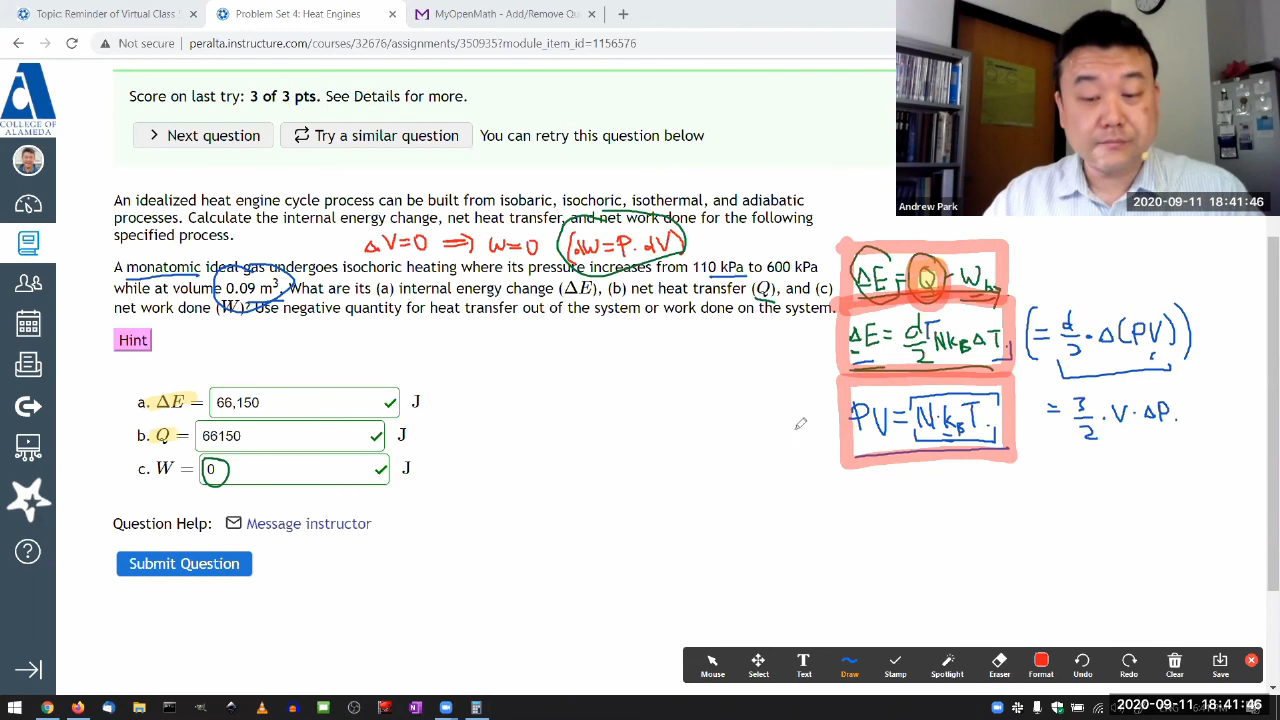 Topic: Reminder of Virtual Class S
Problem Set 4: Heat Engines
MyOpenMath - Add/Remove Qu
Not secure | peralta.instructure.com/courses/32676/assignments/350935?module_item_id=1156576
COLLEGE OF
ALAMEDA
Score on last try: 3 of 3 pts. See Details for more.
> Next question
Try a similar question
You can retry this question below
An idealized heat engine cycle process can be built from isobaric, isochoric, isothermal, and adiabatic
processes. Calculate the internal energy change, net heat transfer, and net work done for the following
specified process.
ΔV=0 ⟹ W=0 (dW=P·dV)
A monatomic ideal gas undergoes isochoric heating where its pressure increases from 110 kPa to 600 kPa
while at volume 0.09 m³. What are its (a) internal energy change (ΔE), (b) net heat transfer (Q), and (c)
net work done (W)? Use negative quantity for heat transfer out of the system or work done on the system.
Hint
a. ΔE = 66,150 J
b. Q = 66150 J
c. W = 0 J
Question Help: Message instructor
Submit Question
ΔE = Q - W by
ΔE = d/2 N k_B ΔT. (= d/2 · Δ(PV))
PV = N·k_B T. = 3/2 · V · ΔP.
Andrew Park
2020-09-11 18:41:46
Mouse Select Text Draw Stamp Spotlight Eraser Format Undo Redo Clear Save
2020-09-11 18:41:46